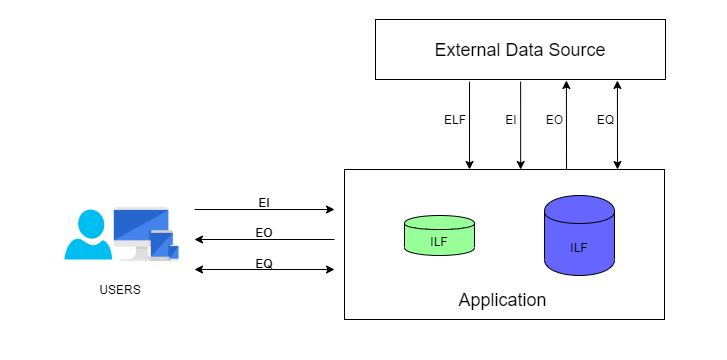 External Data Source
ELF EI EO EQ
EI
EO
EQ
ILF ILF
USERS
Application